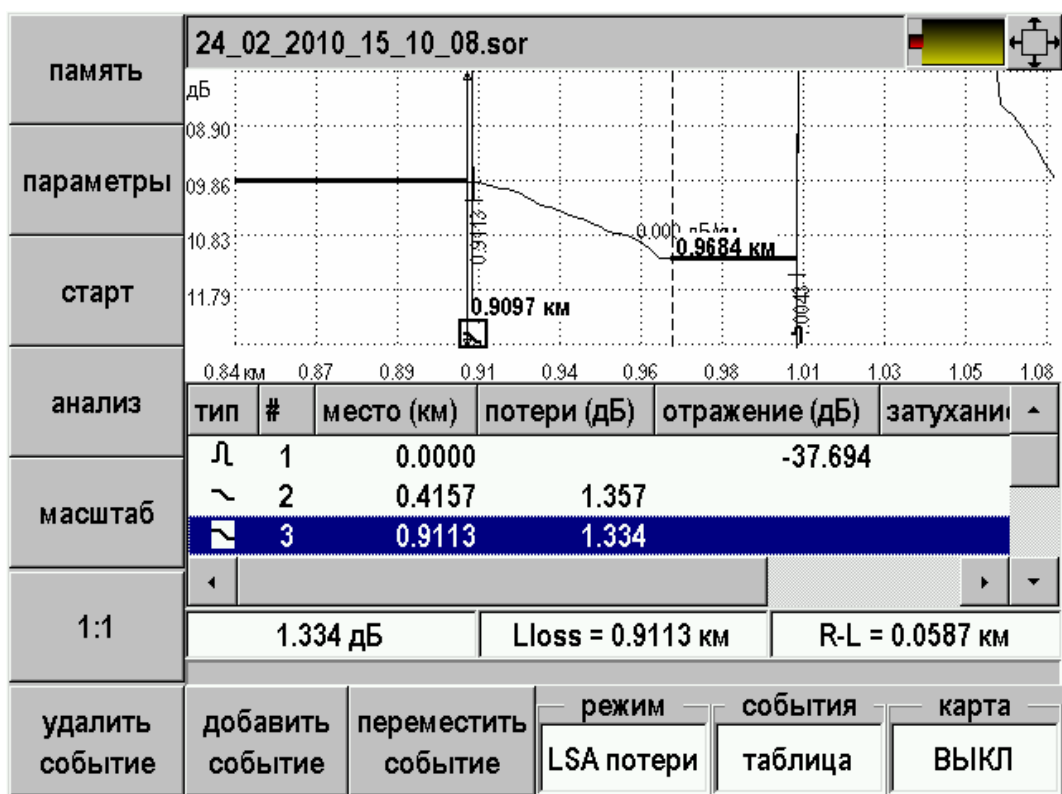 память
24_02_2010_15_10_08.sor
параметры
старт
анализ
масштаб
1:1
дБ
08.90
09.86
10.83
11.79
0.9113
0.9684 км
0.9097 км
0.84 км 0.87 0.89 0.91 0.94 0.96 0.98 1.01 1.03 1.05 1.08
тип # место (км) потери (дБ) отражение (дБ)
1 0.0000 -37.694
2 0.4157 1.357
3 0.9113 1.334
1.334 дБ Lloss = 0.9113 км R-L = 0.0587 км
удалить событие
добавить событие
переместить событие
режим
LSA потери
события
таблица
карта
ВЫКЛ